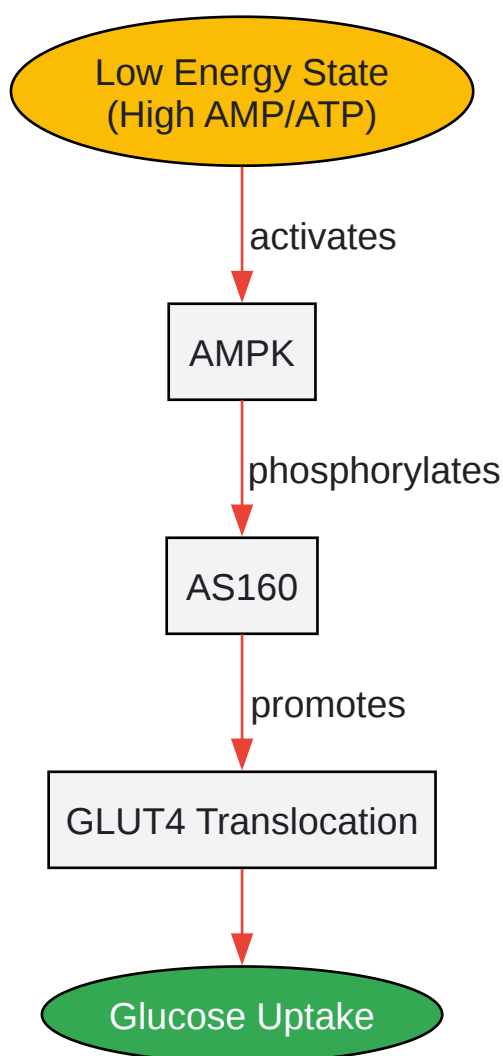 Low Energy State
(High AMP/ATP)
activates
AMPK
phosphorylates
AS160
promotes
GLUT4 Translocation
Glucose Uptake